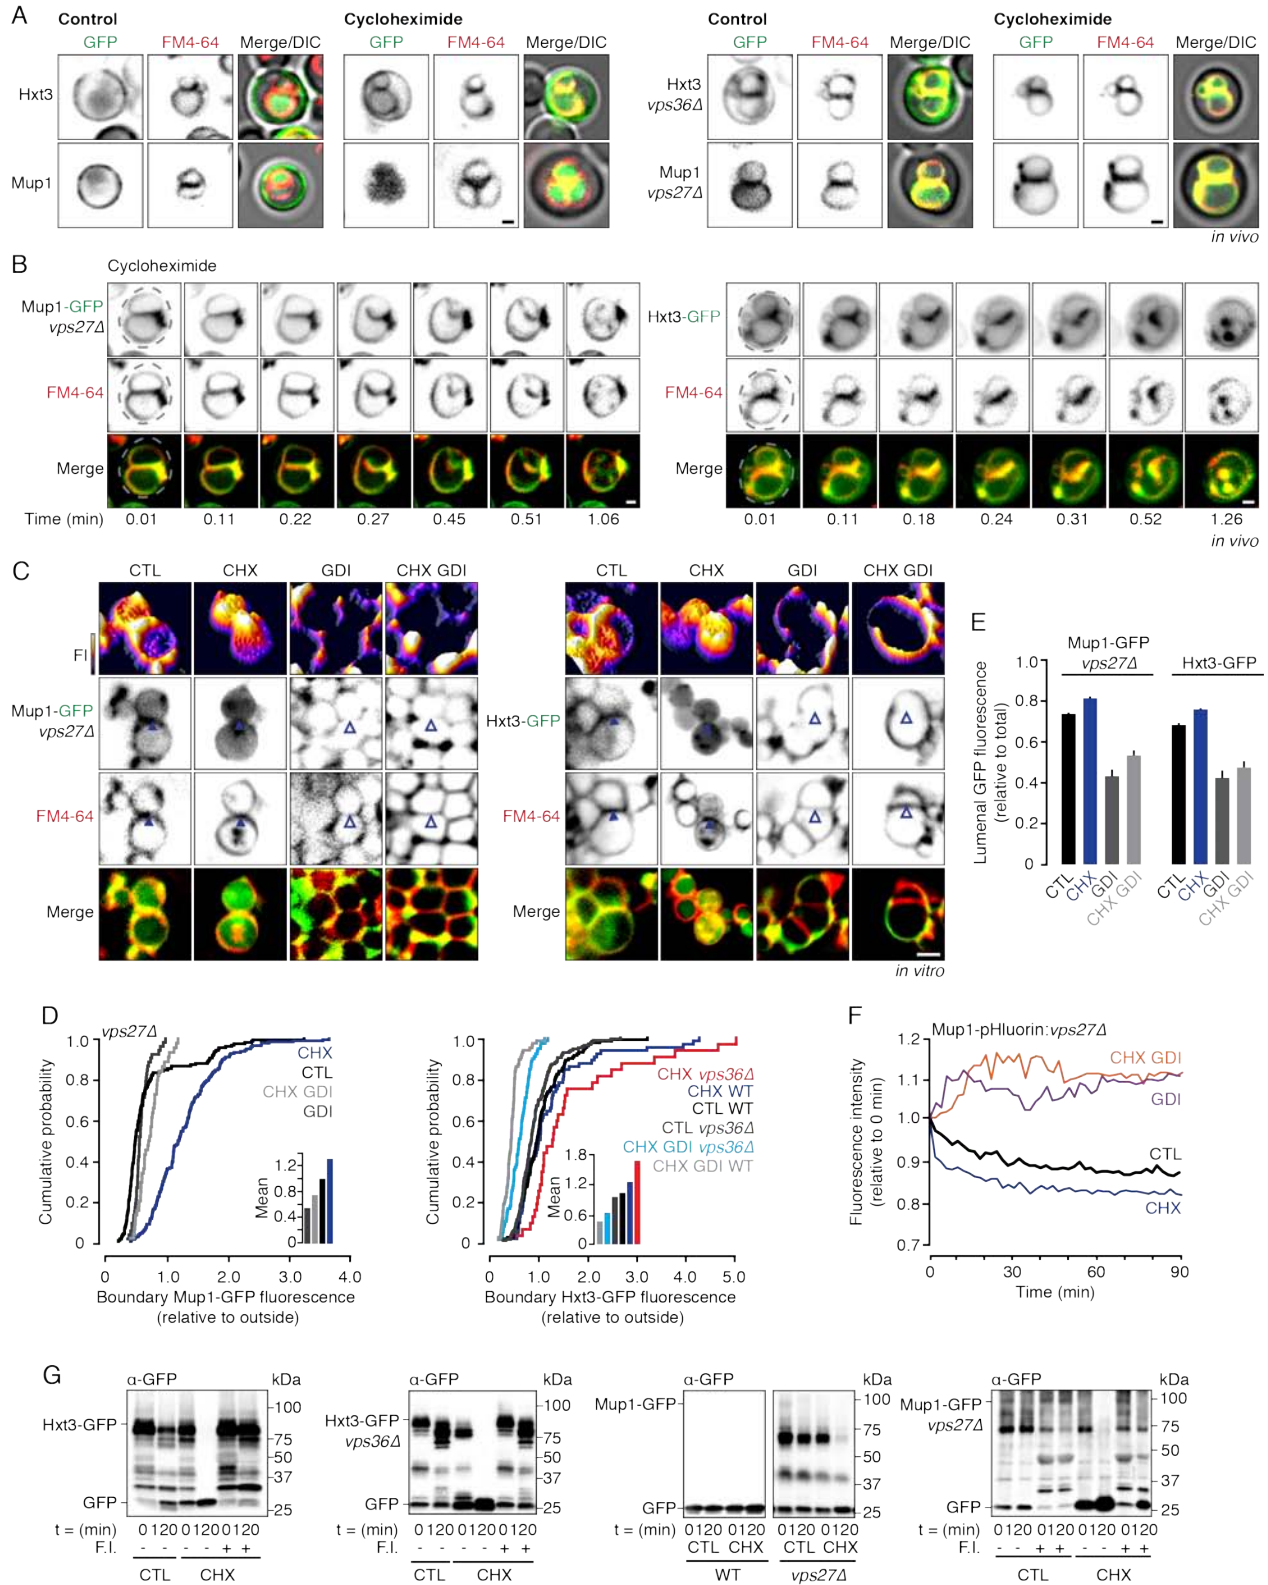 A
Control
Cycloheximide
Control
Cycloheximide
GFP FM4-64 Merge/DIC GFP FM4-64 Merge/DIC GFP FM4-64 Merge/DIC GFP FM4-64 Merge/DIC
Hxt3
Hxt3
vps36Δ
Mup1
Mup1
vps27Δ
in vivo
B
Cycloheximide
Mup1-GFP
vps27Δ
FM4-64
Merge
Time (min) 0.01 0.11 0.22 0.27 0.45 0.51 1.06
Hxt3-GFP
FM4-64
Merge
0.01 0.11 0.18 0.24 0.31 0.52 1.26
in vivo
C
CTL CHX GDI CHX GDI
FI
Mup1-GFP
vps27Δ
FM4-64
Merge
CTL CHX GDI CHX GDI
Hxt3-GFP
FM4-64
Merge
in vitro
E
Mup1-GFP
vps27Δ
Hxt3-GFP
Lumenal GFP fluorescence
(relative to total)
1.0
0.8
0.6
0.4
0.2
0
CTL CHX GDI CHX GDI CTL CHX GDI CHX GDI
D
vps27Δ
Cumulative probability
1.0
0.8
0.6
0.4
0.2
0
CHX
CTL
CHX GDI
GDI
Mean
1.2
0.8
0.4
0
0 1.0 2.0 3.0 4.0
Boundary Mup1-GFP fluorescence
(relative to outside)
Cumulative probability
1.0
0.8
0.6
0.4
0.2
0
CHX vps36Δ
CHX WT
CTL WT
CTL vps36Δ
CHX GDI vps36Δ
CHX GDI WT
Mean
1.8
1.2
0.6
0
0 1.0 2.0 3.0 4.0 5.0
Boundary Hxt3-GFP fluorescence
(relative to outside)
F
Mup1-pHluorin:vps27Δ
Fluorescence intensity
(relative to 0 min)
1.2
1.1
1.0
0.9
0.8
0.7
CHX GDI
GDI
CTL
CHX
0 30 60 90
Time (min)
G
α-GFP kDa
Hxt3-GFP
GFP
100
75
50
37
25
t = (min) 0 120 0 120 0 120
F.I. - - - - + +
CTL CHX
α-GFP kDa
Hxt3-GFP
vps36Δ
GFP
100
75
50
37
25
t = (min) 0 120 0 120 0 120
F.I. - - - - + +
CTL CHX
α-GFP kDa
Mup1-GFP
GFP
100
75
50
37
25
t = (min) 0 120 0 120 0 120 0 120
CTL CHX CTL CHX
WT vps27Δ
α-GFP kDa
Mup1-GFP
vps27Δ
GFP
100
75
50
37
25
t = (min) 0 120 0 120 0 120 0 120
F.I. - - + + - - + +
CTL CHX